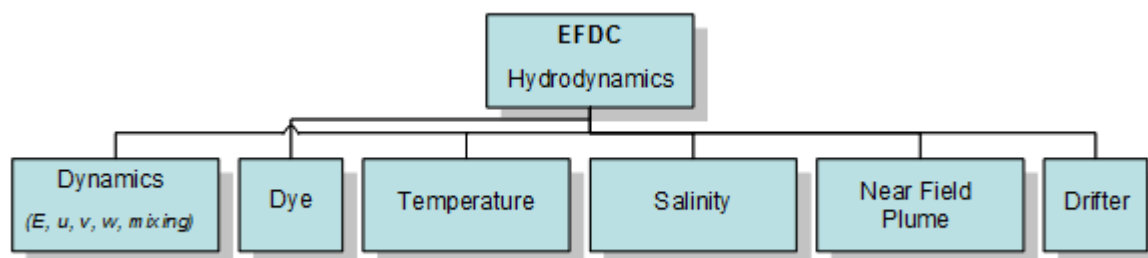 EFDC
Hydrodynamics
Dynamics
(E, u, v, w, mixing)
Dye
Temperature
Salinity
Near Field
Plume
Drifter